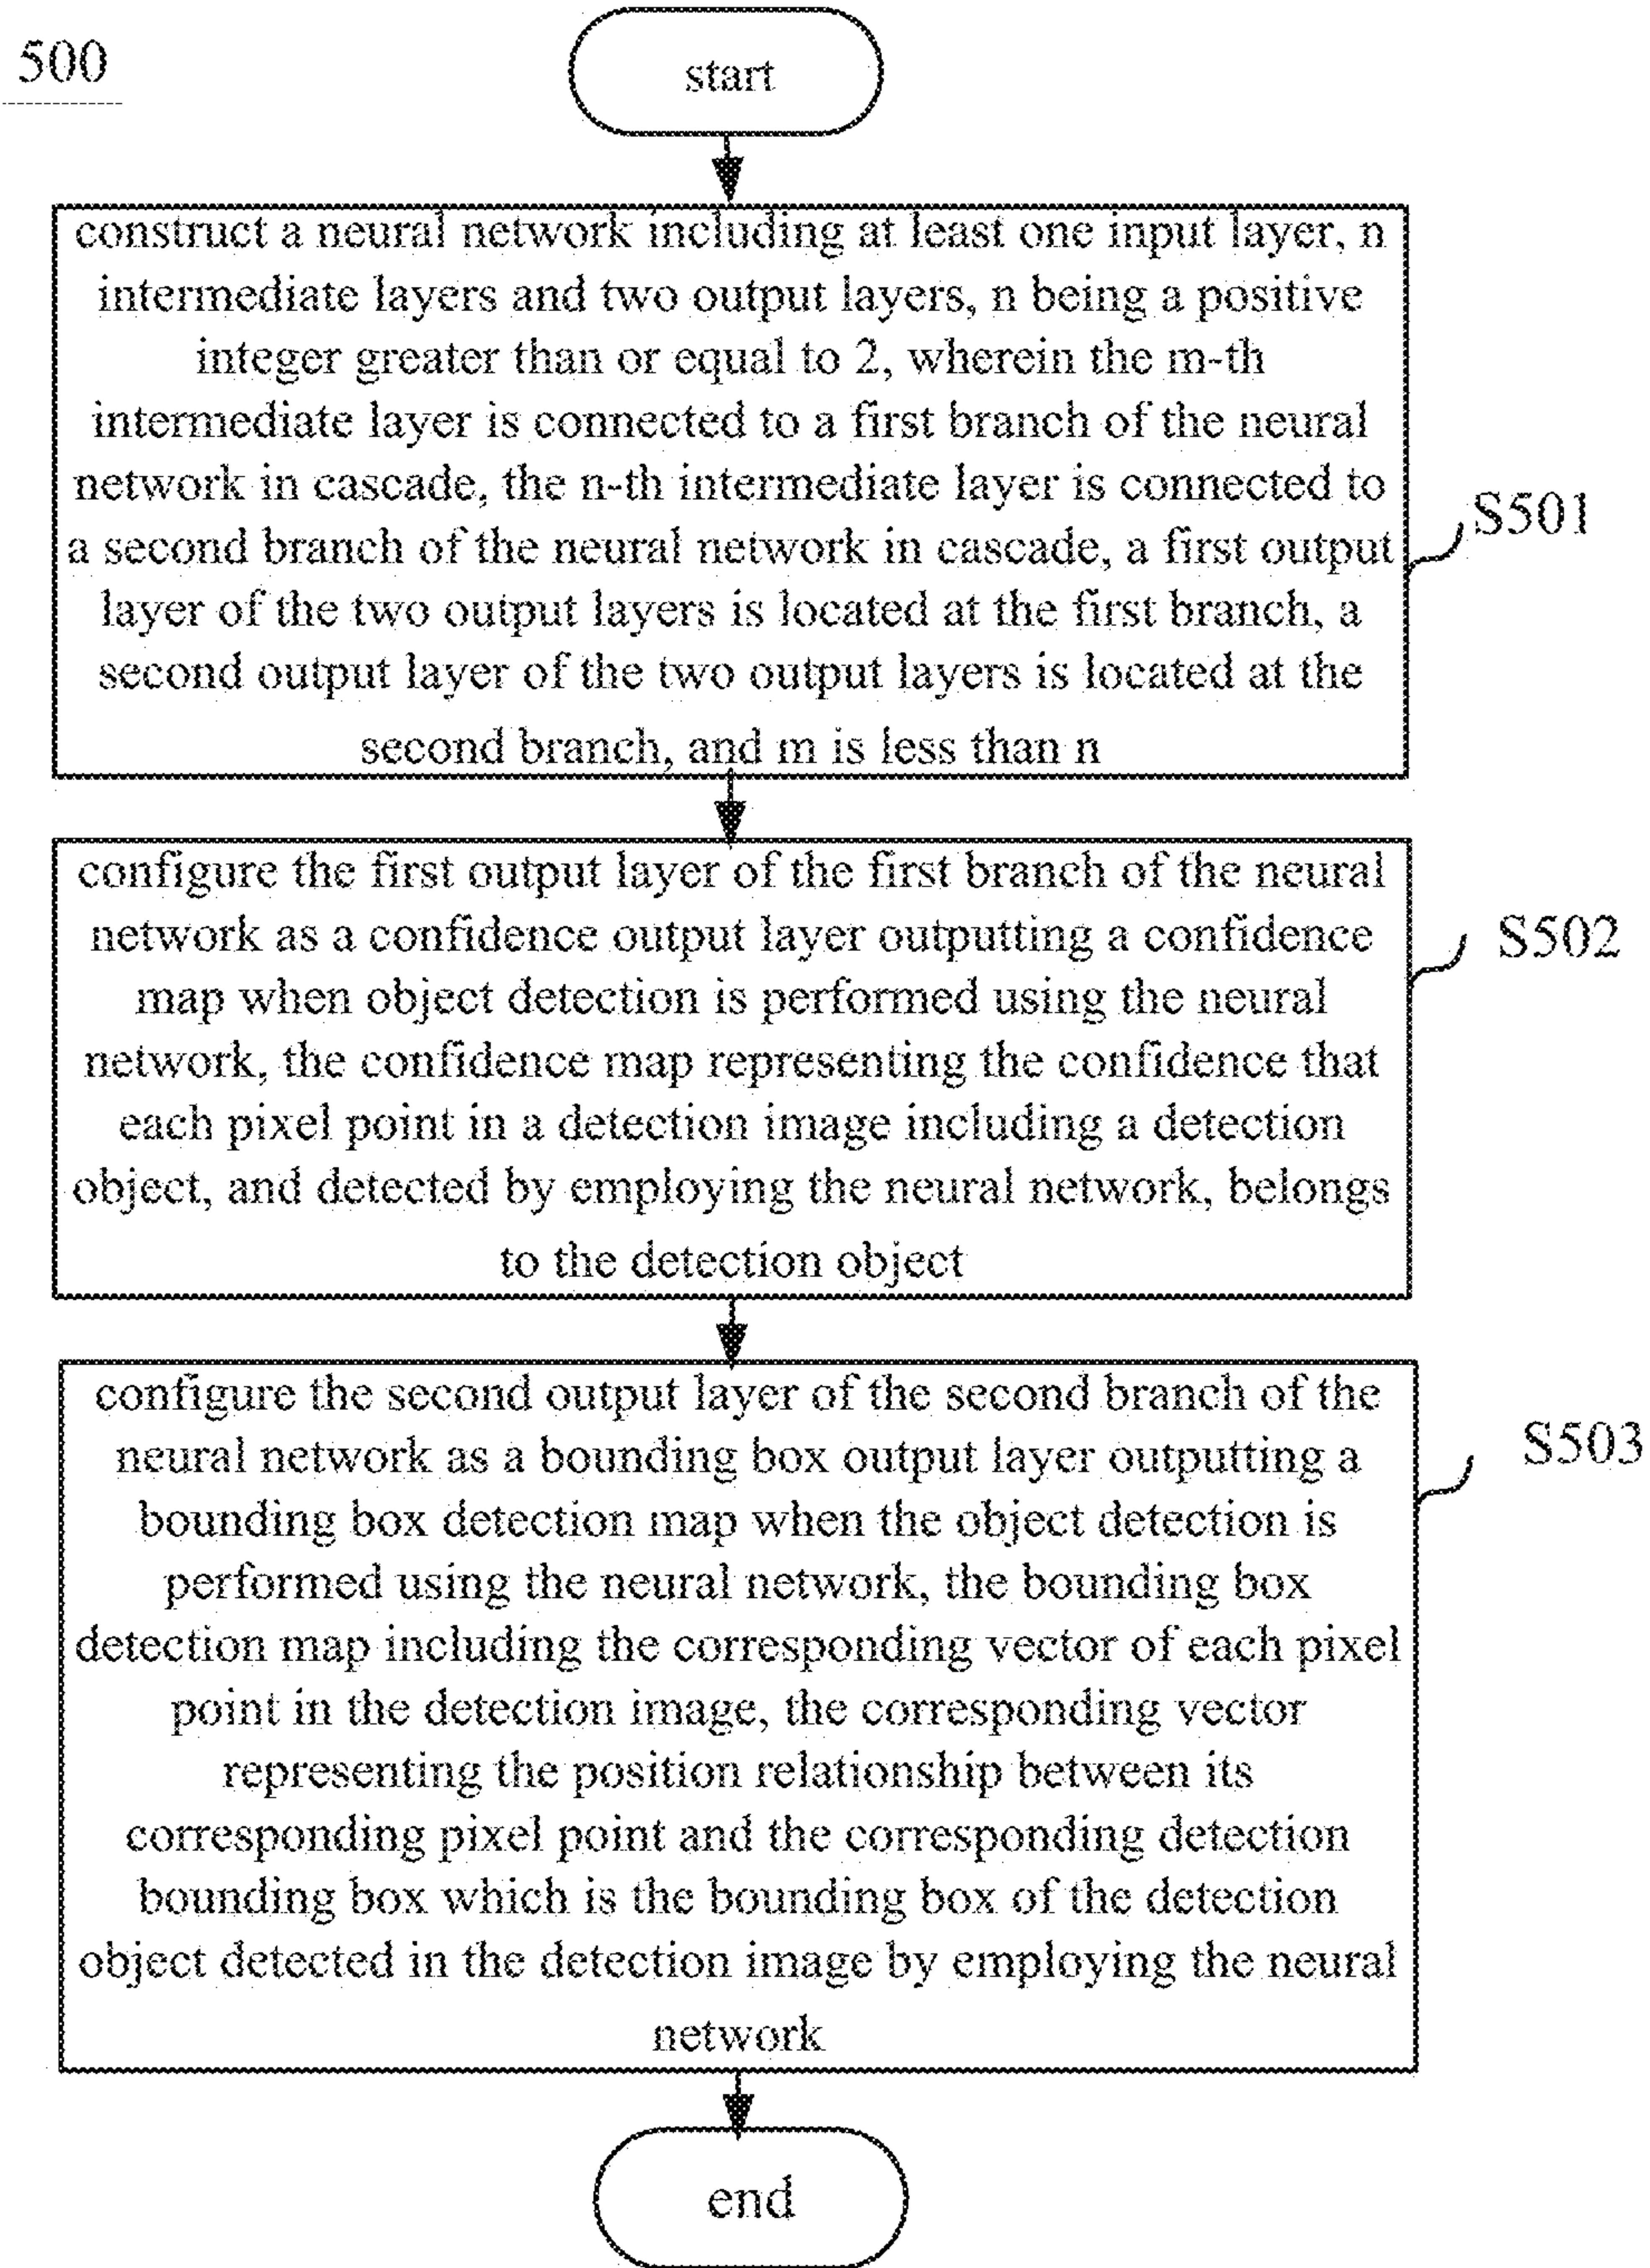 500
start
construct a neural network including at least one input layer, n
intermediate layers and two output layers, n being a positive
integer greater than or equal to 2, wherein the m-th
intermediate layer is connected to a first branch of the neural
network in cascade, the n-th intermediate layer is connected to
a second branch of the neural network in cascade, a first output
layer of the two output layers is located at the first branch, a
second output layer of the two output layers is located at the
second branch, and m is less than n
S501
configure the first output layer of the first branch of the neural
network as a confidence output layer outputting a confidence
map when object detection is performed using the neural
network, the confidence map representing the confidence that
each pixel point in a detection image including a detection
object, and detected by employing the neural network, belongs
to the detection object
S502
configure the second output layer of the second branch of the
neural network as a bounding box output layer outputting a
bounding box detection map when the object detection is
performed using the neural network, the bounding box
detection map including the corresponding vector of each pixel
point in the detection image, the corresponding vector
representing the position relationship between its
corresponding pixel point and the corresponding detection
bounding box which is the bounding box of the detection
object detected in the detection image by employing the neural
network
S503
end